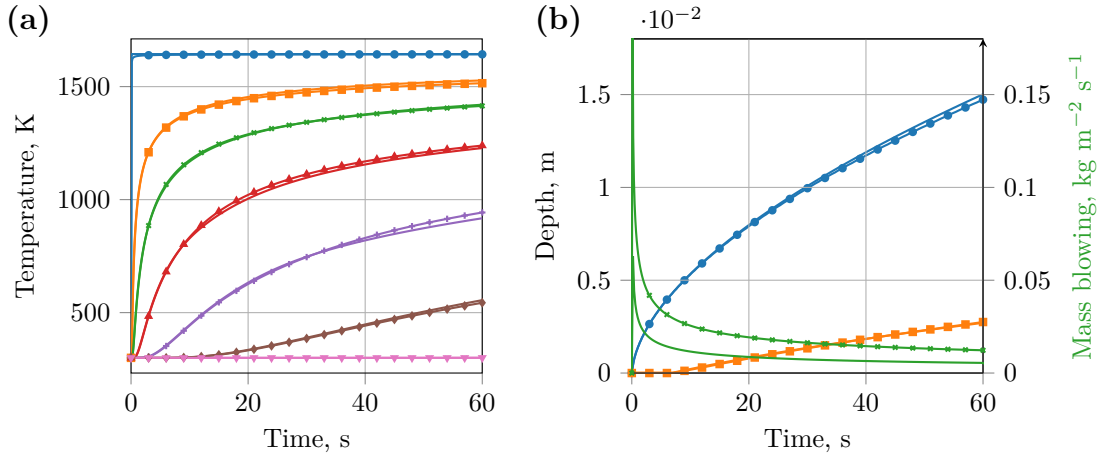 (a)
Temperature, K
1500
1000
500
0 20 40 60
Time, s
(b)
·10⁻²
Depth, m
1.5
1
0.5
0
0 20 40 60
Time, s
0.15
0.1
0.05
0
Mass blowing, kg m⁻² s⁻¹